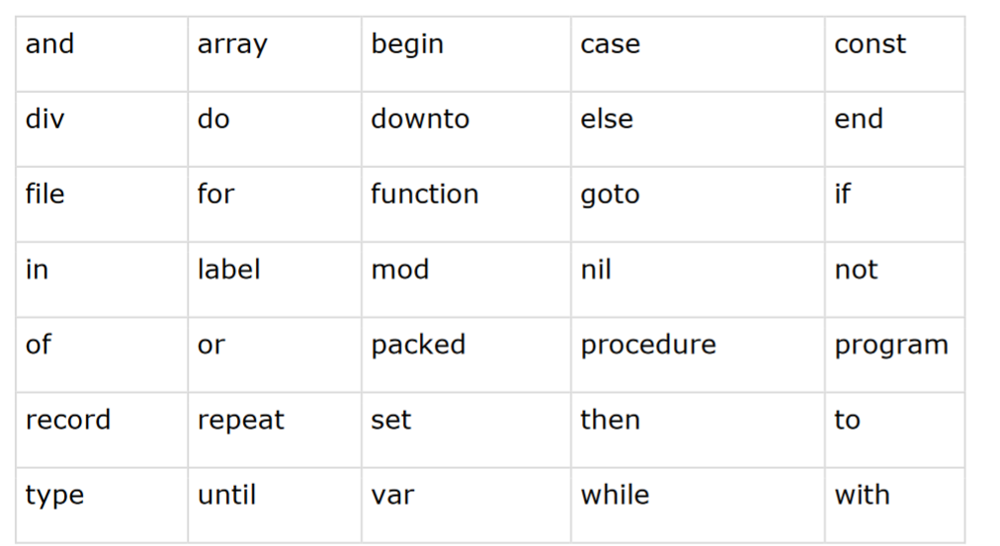 and array begin case const
div do downto else end
file for function goto if
in label mod nil not
of or packed procedure program
record repeat set then to
type until var while with